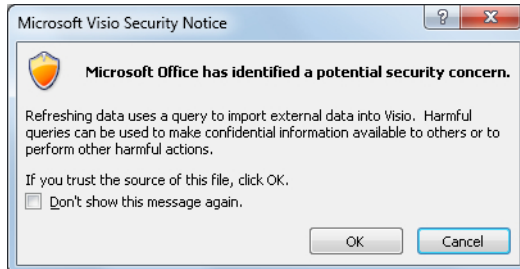 Microsoft Visio Security Notice
Microsoft Office has identified a potential security concern.
Refreshing data uses a query to import external data into Visio. Harmful
queries can be used to make confidential information available to others or to
perform other harmful actions.
If you trust the source of this file, click OK.
Don't show this message again.
OK
Cancel